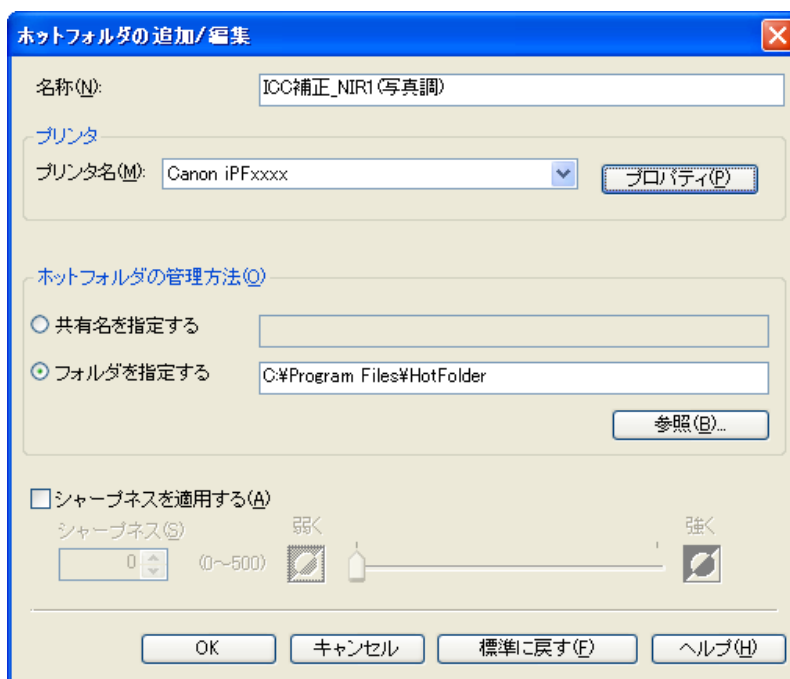 ホットフォルダの追加/編集
名称(N): ICC補正_NIR1(写真調)
プリンタ
プリンタ名(M): Canon iPFxxxx プロパティ(P)
ホットフォルダの管理方法(O)
共有名を指定する
フォルダを指定する C:¥Program Files¥HotFolder
参照(B)...
シャープネスを適用する(A)
シャープネス(S) 弱く 強く
0 (0～500)
OK キャンセル 標準に戻す(F) ヘルプ(H)